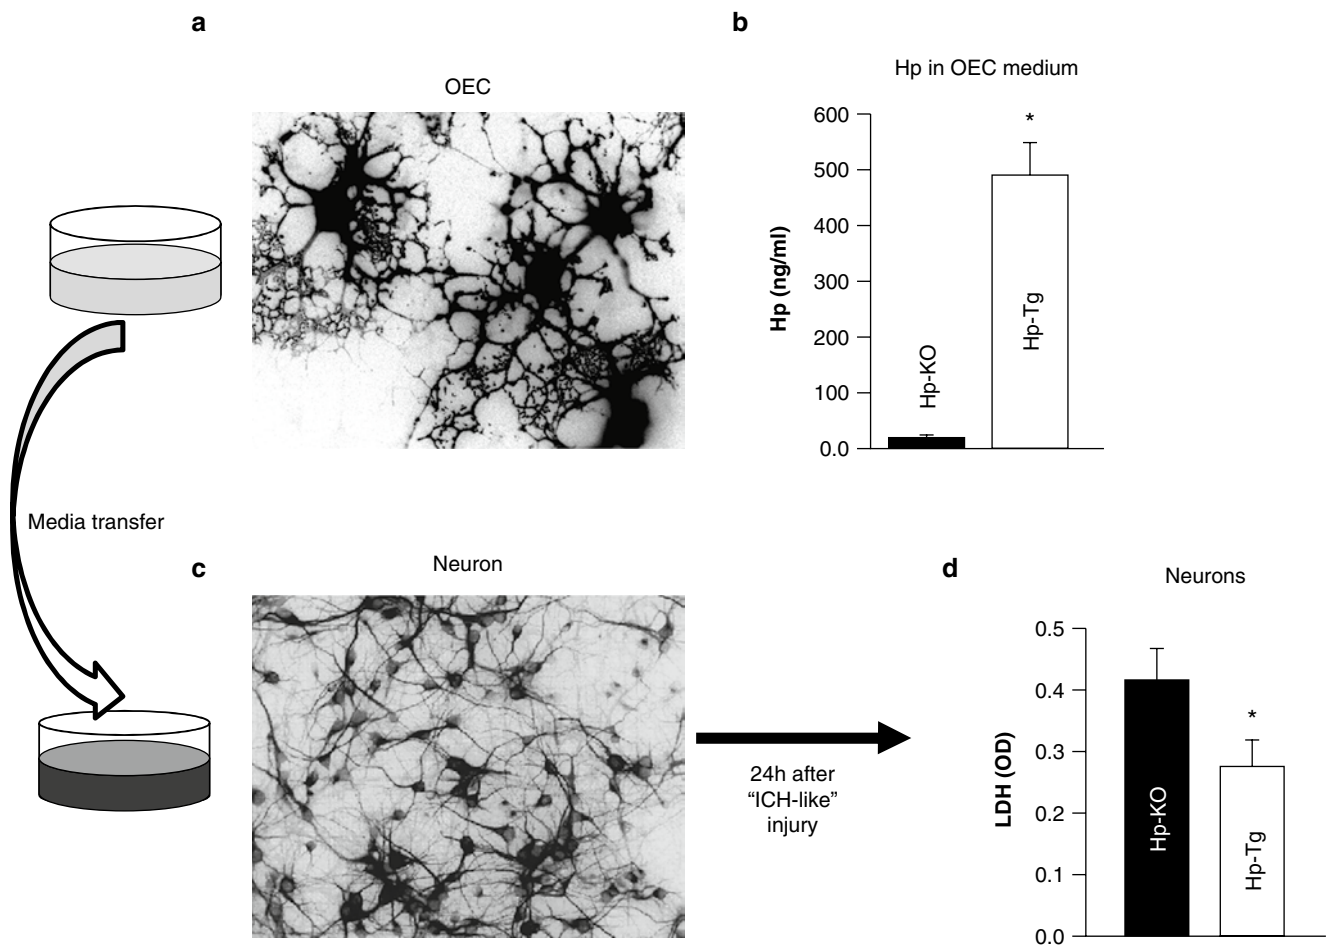 a
OEC
Media transfer
b
Hp in OEC medium
Hp (ng/ml)
600
500
400
300
200
100
0.0
Hp-KO
Hp-Tg
*
c
Neuron
24h after
“ICH-like”
injury
d
Neurons
LDH (OD)
0.5
0.4
0.3
0.2
0.1
0.0
Hp-KO
Hp-Tg
*